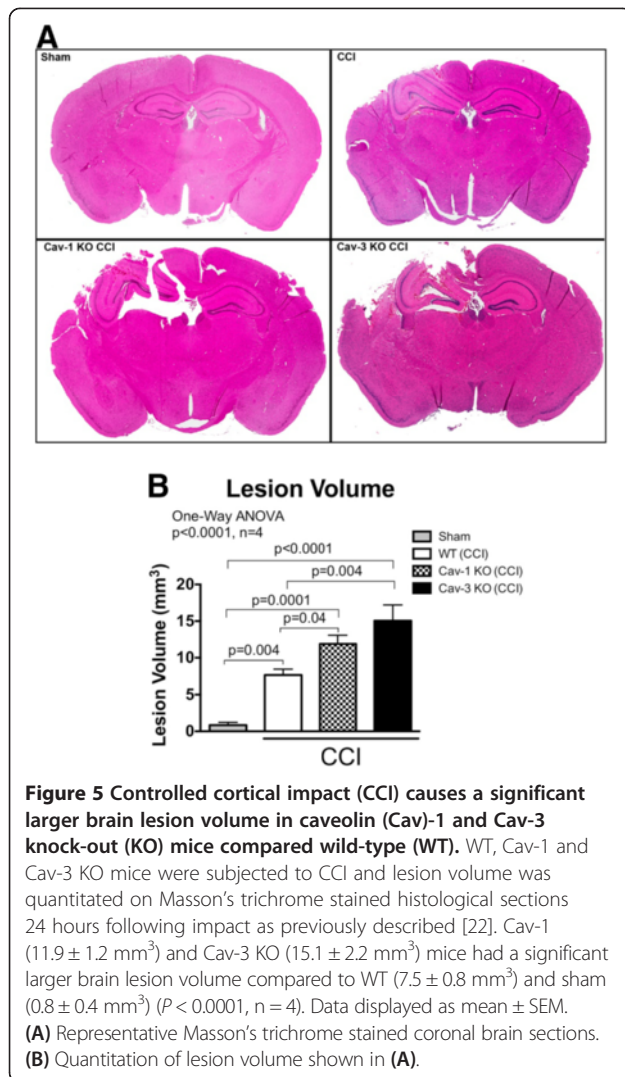 A
Sham
CCI
Cav-1 KO CCI
Cav-3 KO CCI
B Lesion Volume
One-Way ANOVA
p<0.0001, n=4
Sham
WT (CCI)
Cav-1 KO (CCI)
Cav-3 KO (CCI)
p<0.0001
p=0.004
p=0.0001
p=0.04
p=0.004
Lesion Volume (mm³)
20
15
10
5
0
CCI
Figure 5 Controlled cortical impact (CCI) causes a significant
larger brain lesion volume in caveolin (Cav)-1 and Cav-3
knock-out (KO) mice compared wild-type (WT). WT, Cav-1 and
Cav-3 KO mice were subjected to CCI and lesion volume was
quantitated on Masson's trichrome stained histological sections
24 hours following impact as previously described [22]. Cav-1
(11.9 ± 1.2 mm³) and Cav-3 KO (15.1 ± 2.2 mm³) mice had a significant
larger brain lesion volume compared to WT (7.5 ± 0.8 mm³) and sham
(0.8 ± 0.4 mm³) (P < 0.0001, n = 4). Data displayed as mean ± SEM.
(A) Representative Masson's trichrome stained coronal brain sections.
(B) Quantitation of lesion volume shown in (A).